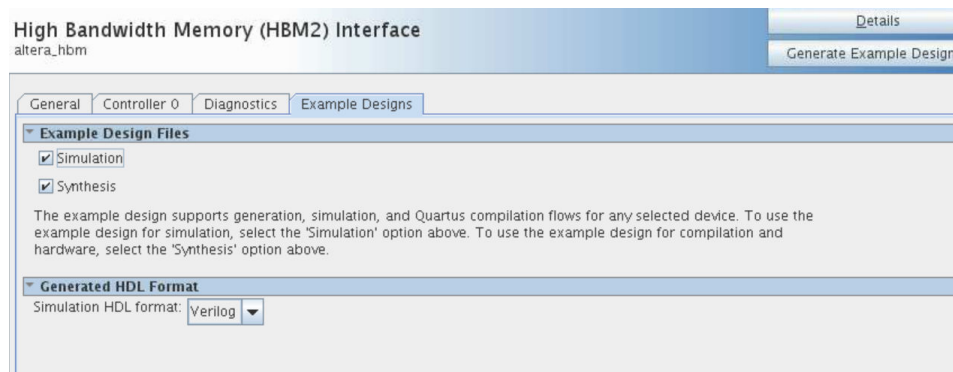 High Bandwidth Memory (HBM2) Interface
altera_hbm
Details
Generate Example Design
General
Controller 0
Diagnostics
Example Designs
Example Design Files
Simulation
Synthesis
The example design supports generation, simulation, and Quartus compilation flows for any selected device. To use the
example design for simulation, select the 'Simulation' option above. To use the example design for compilation and
hardware, select the 'Synthesis' option above.
Generated HDL Format
Simulation HDL format: Verilog